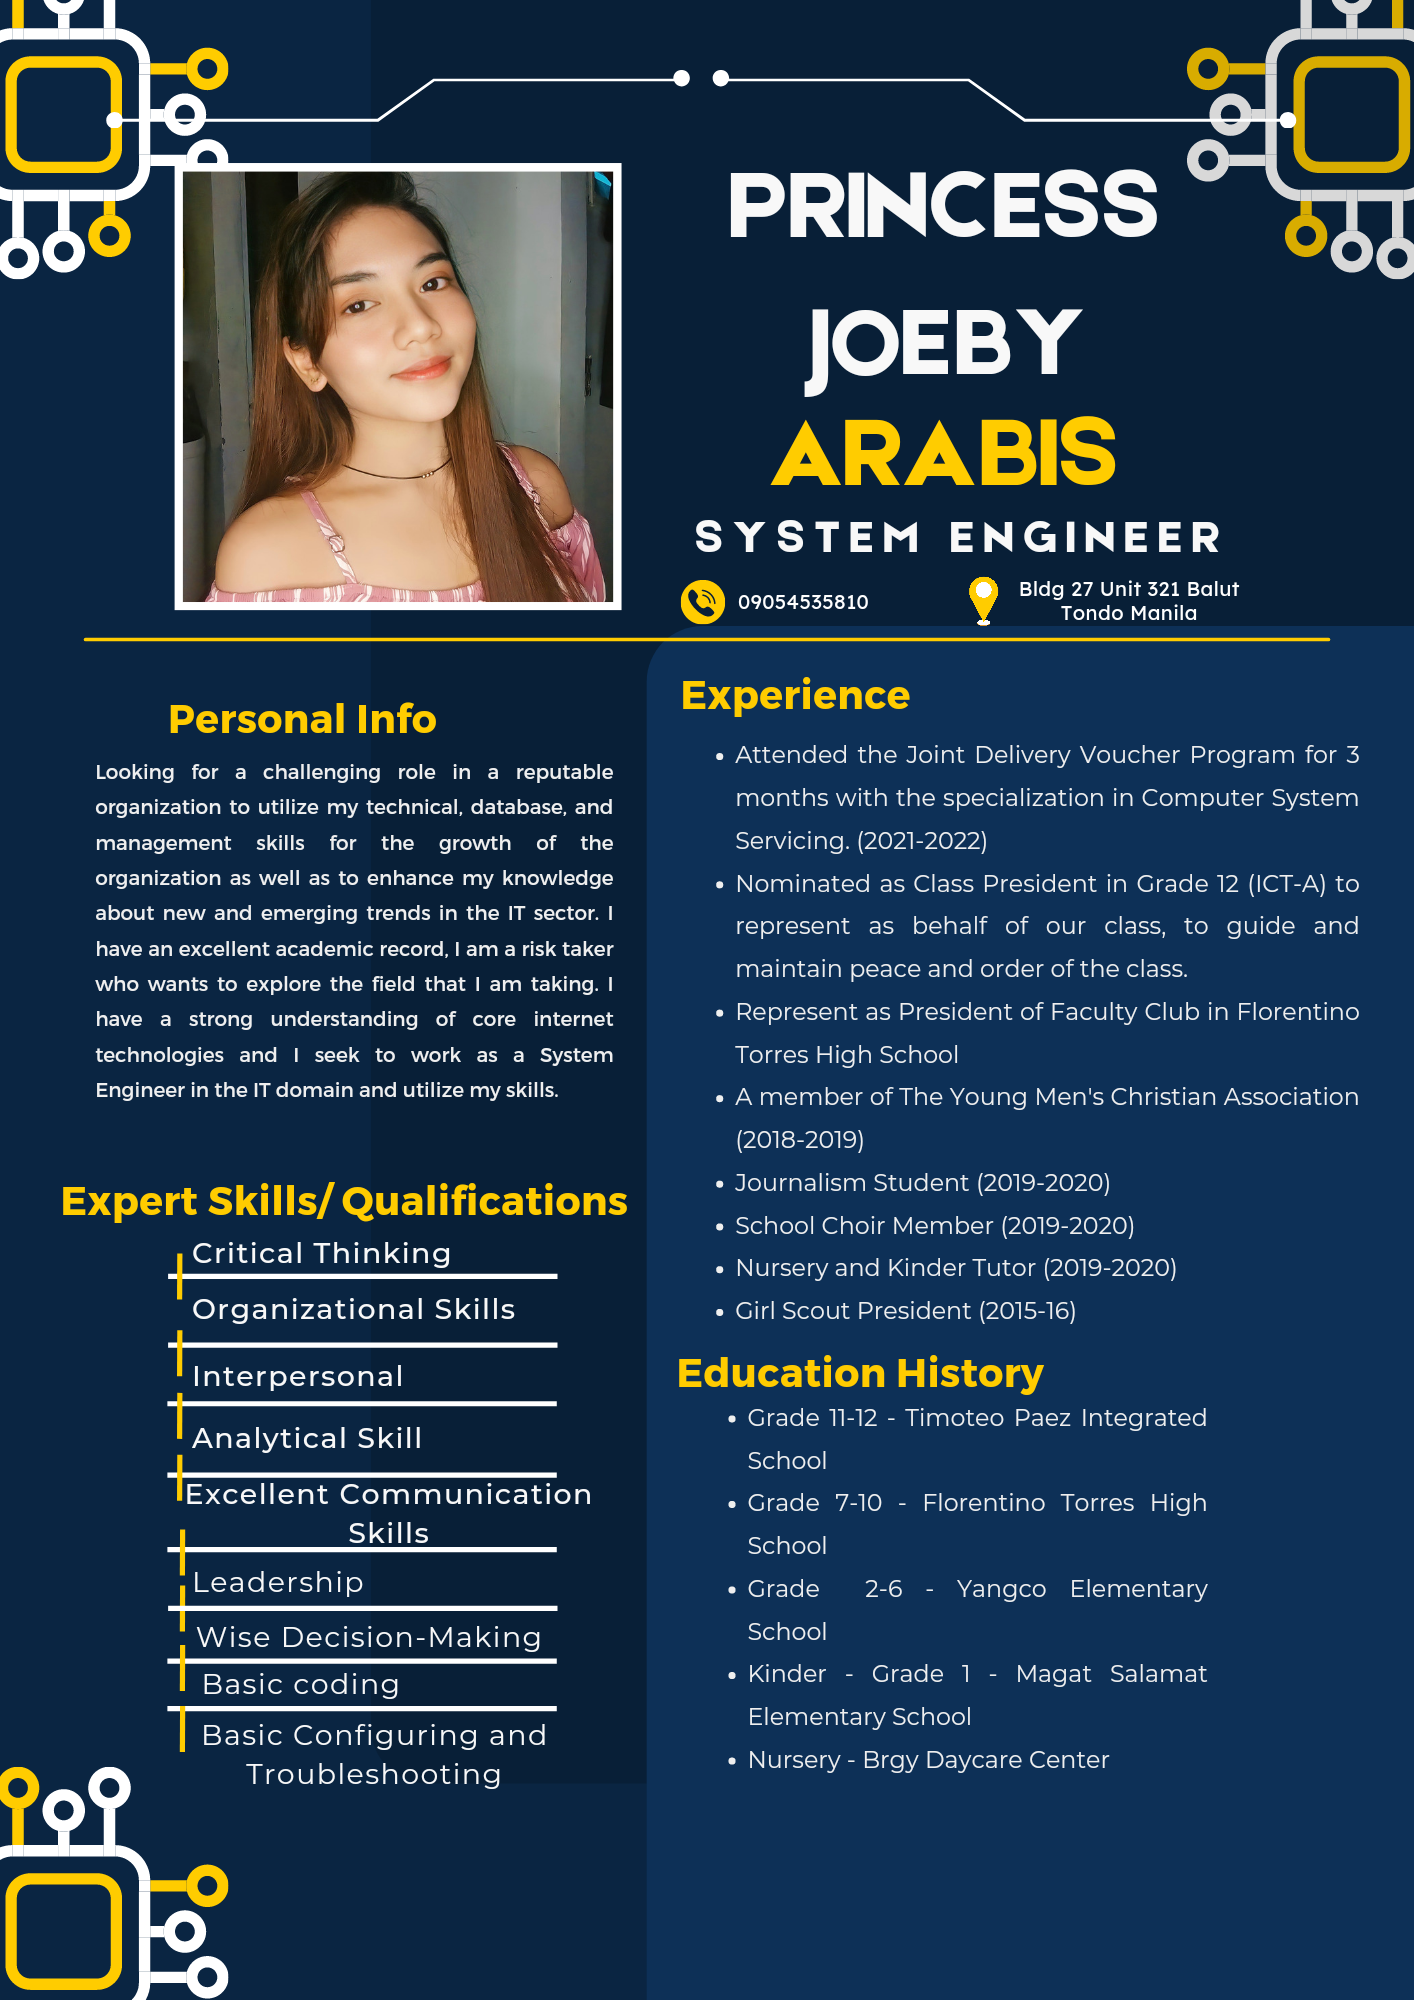 PRINCESS
JOEBY
ARABIS
SYSTEM ENGINEER
09054535810
Bldg 27 Unit 321 Balut
Tondo Manila
Personal Info
Looking for a challenging role in a reputable
organization to utilize my technical, database, and
management skills for the growth of the
organization as well as to enhance my knowledge
about new and emerging trends in the IT sector. I
have an excellent academic record, I am a risk taker
who wants to explore the field that I am taking. I
have a strong understanding of core internet
technologies and I seek to work as a System
Engineer in the IT domain and utilize my skills.
Expert Skills/ Qualifications
Critical Thinking
Organizational Skills
Interpersonal
Analytical Skill
Excellent Communication
Skills
Leadership
Wise Decision-Making
Basic coding
Basic Configuring and
Troubleshooting
Experience
• Attended the Joint Delivery Voucher Program for 3
months with the specialization in Computer System
Servicing. (2021-2022)
• Nominated as Class President in Grade 12 (ICT-A) to
represent as behalf of our class, to guide and
maintain peace and order of the class.
• Represent as President of Faculty Club in Florentino
Torres High School
• A member of The Young Men's Christian Association
(2018-2019)
• Journalism Student (2019-2020)
• School Choir Member (2019-2020)
• Nursery and Kinder Tutor (2019-2020)
• Girl Scout President (2015-16)
Education History
• Grade 11-12 - Timoteo Paez Integrated
School
• Grade 7-10 - Florentino Torres High
School
• Grade 2-6 - Yangco Elementary
School
• Kinder - Grade 1 - Magat Salamat
Elementary School
• Nursery - Brgy Daycare Center